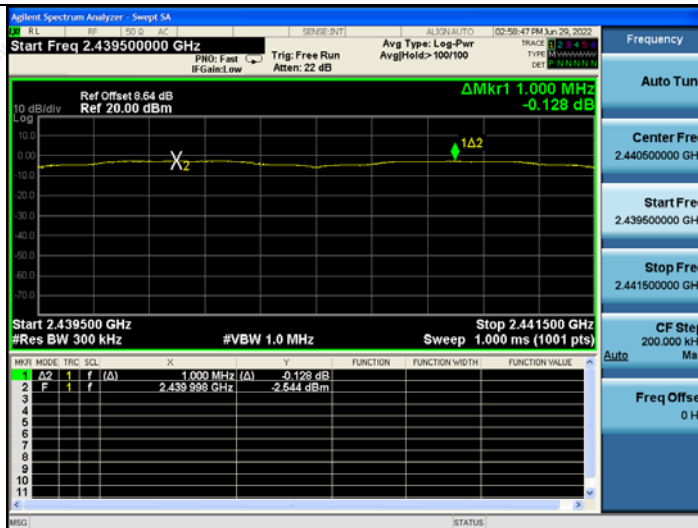 Agilent Spectrum Analyzer - Swept SA
RL RF 50 Ω AC SENSE:INT ALIGN AUTO 02:58:47 PM Jun 29, 2022
Start Freq 2.439500000 GHz
PNO: Fast
IFGain:Low
Trig: Free Run
Atten: 22 dB
Avg Type: Log-Pwr
Avg|Hold:> 100/100
TRACE 1 2 3 4 5 6
TYPE M
DET P N N N N N
Frequency
Auto Tun
Ref Offset 8.64 dB
Ref 20.00 dBm
ΔMkr1 1.000 MHz
-0.128 dB
10 dB/div
Log
10.0
0.00
-10.0
-20.0
-30.0
-40.0
-50.0
-60.0
-70.0
X2
1Δ2
Center Fre
2.440500000 GH
Start Fre
2.439500000 GH
Stop Fre
2.441500000 GH
Start 2.439500 GHz
Stop 2.441500 GHz
#Res BW 300 kHz
#VBW 1.0 MHz
Sweep 1.000 ms (1001 pts)
CF Ste
200.000 kH
Auto Ma
Freq Offse
0 H
MKR MODE TRC SCL X Y FUNCTION FUNCTION WIDTH FUNCTION VALUE
1 Δ2 1 f (Δ) 1.000 MHz (Δ) -0.128 dB
2 F 1 f 2.439 998 GHz -2.544 dBm
3
4
5
6
7
8
9
10
11
MSG
STATUS